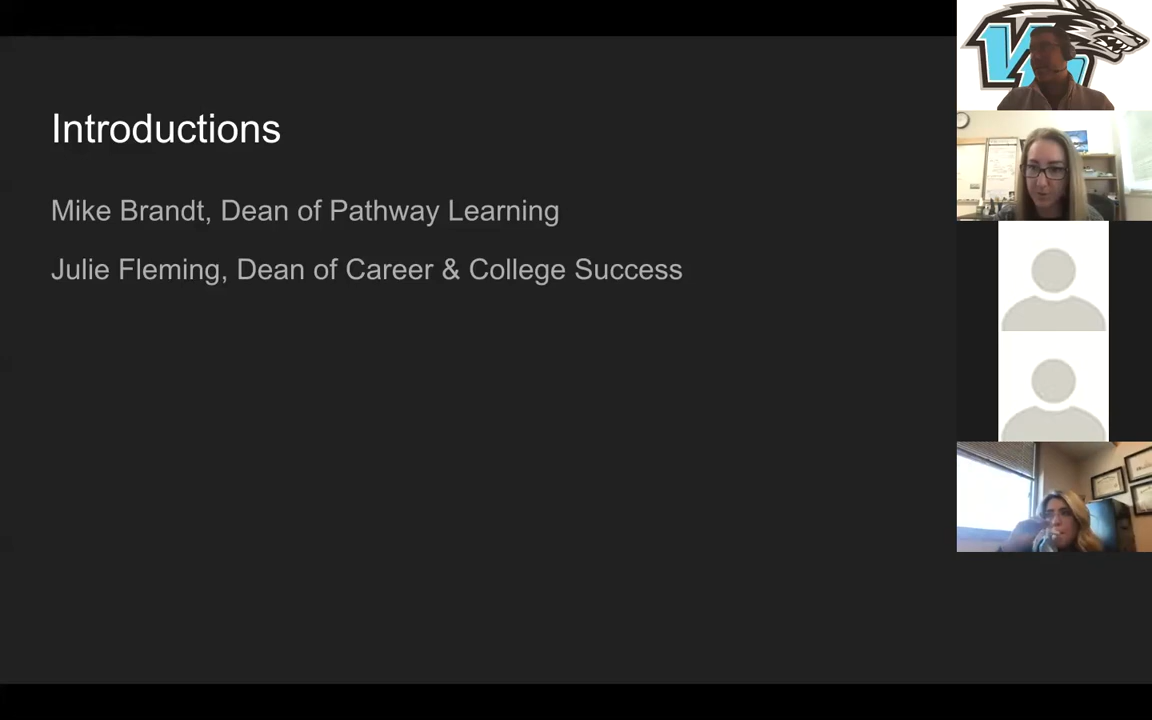 Introductions
Mike Brandt, Dean of Pathway Learning
Julie Fleming, Dean of Career & College Success